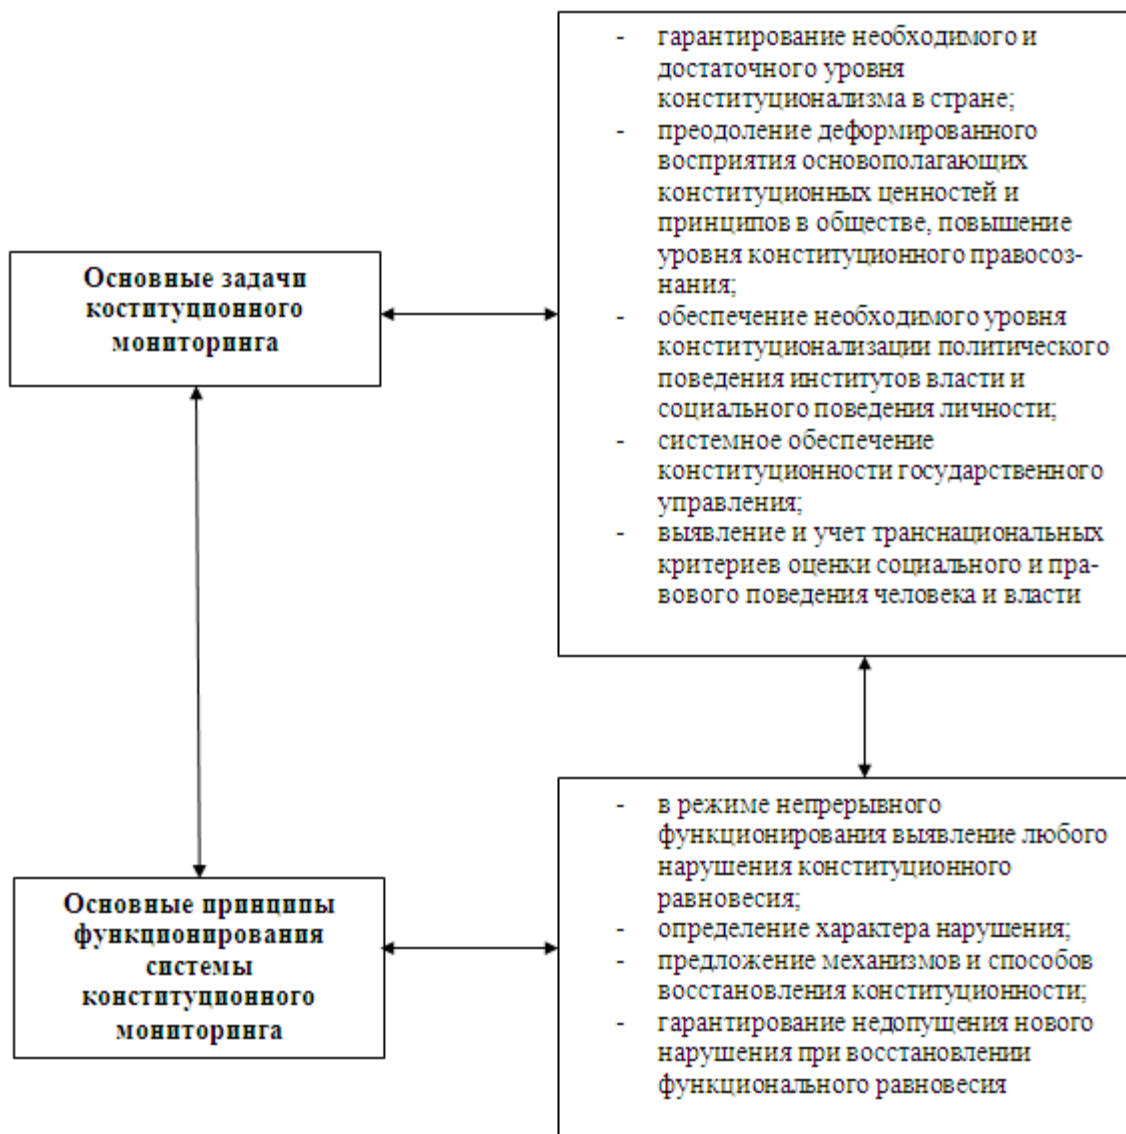 Основные задачи
коституционного
мониторинга
- гарантирование необходимого и
достаточного уровня
конституционализма в стране;
- преодоление деформированного
восприятия основополагающих
конституционных ценностей и
принципов в обществе, повышение
уровня конституционного правосоз-
нания;
- обеспечение необходимого уровня
конституционализации политического
поведения институтов власти и
социального поведения личности;
- системное обеспечение
конституционности государственного
управления;
- выявление и учет транснациональных
критериев оценки социального и пра-
вового поведения человека и власти
Основные принципы
функционирования
системы
конституционного
мониторинга
- в режиме непрерывного
функционирования выявление любого
нарушения конституционного
равновесия;
- определение характера нарушения;
- предложение механизмов и способов
восстановления конституционности;
- гарантирование недопущения нового
нарушения при восстановлении
функционального равновесия